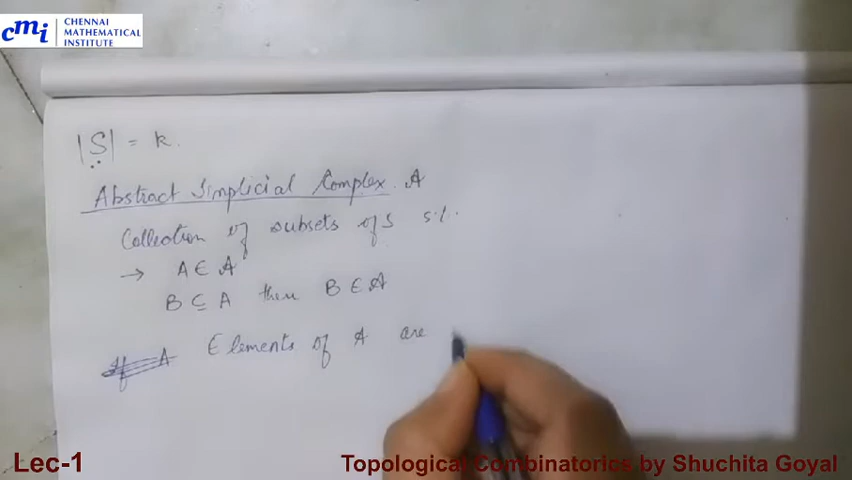 cmi CHENNAI
MATHEMATICAL
INSTITUTE
|S| = k.
Abstract Simplicial Complex. A
Collection of subsets of S s.t.
→ A ∈ A
B ⊆ A then B ∈ A
If A Elements of A are
Lec-1
Topological Combinatorics by Shuchita Goyal